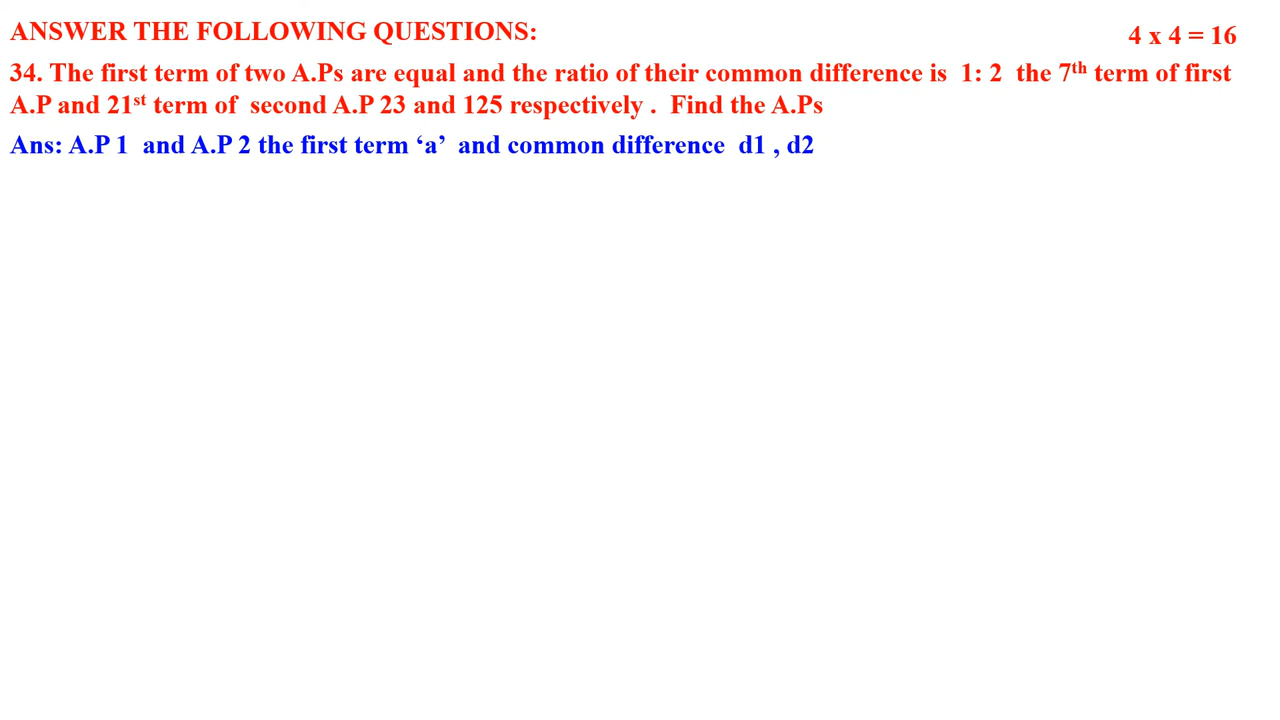 ANSWER THE FOLLOWING QUESTIONS:
4 x 4 = 16
34. The first term of two A.Ps are equal and the ratio of their common difference is 1: 2 the 7th term of first
A.P and 21st term of second A.P 23 and 125 respectively . Find the A.Ps
Ans: A.P 1 and A.P 2 the first term ‘a’ and common difference d1 , d2